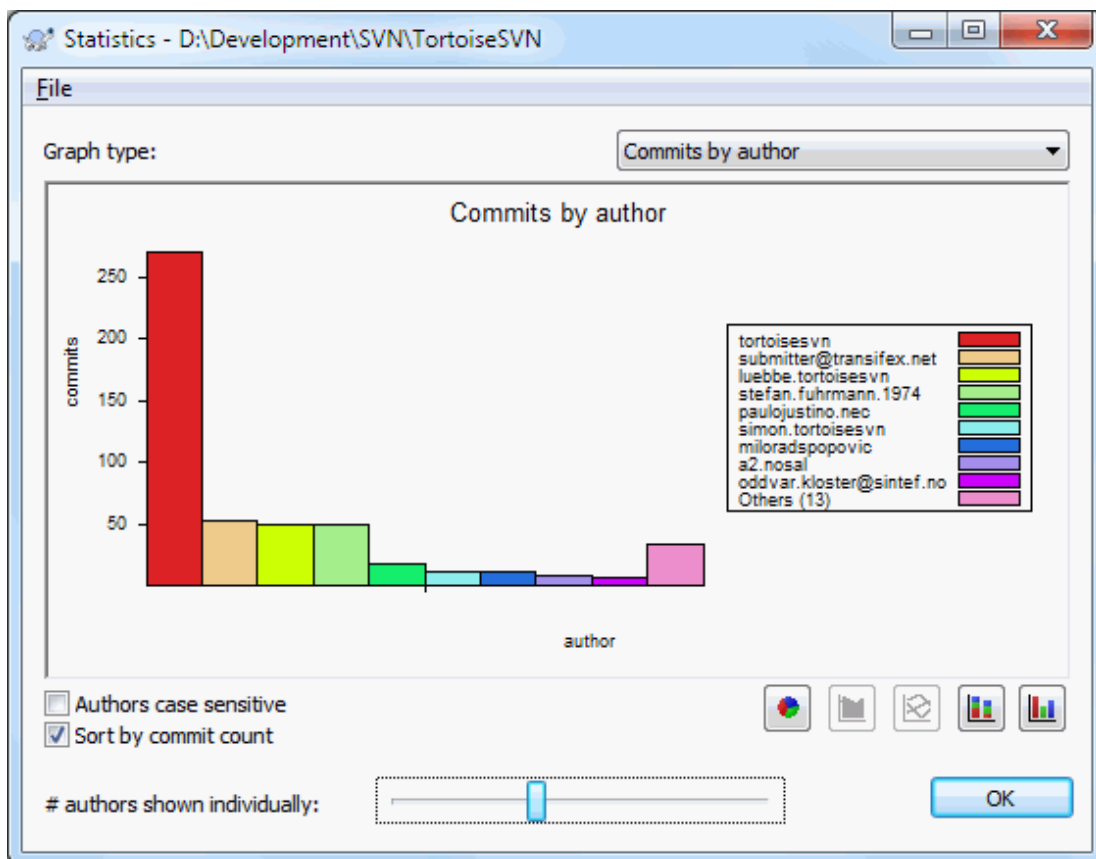 Statistics - D:\Development\SVN\TortoiseSVN
File
Graph type:
Commits by author
Commits by author
250
200
150
100
50
commits
author
tortoisesvn
submitter@transifex.net
luebbe.tortoisesvn
stefan.fuhrmann.1974
paulojustino.nec
simon.tortoisesvn
miloradspopovic
a2.nosal
oddvar.kloster@sintef.no
Others (13)
Authors case sensitive
Sort by commit count
# authors shown individually:
OK